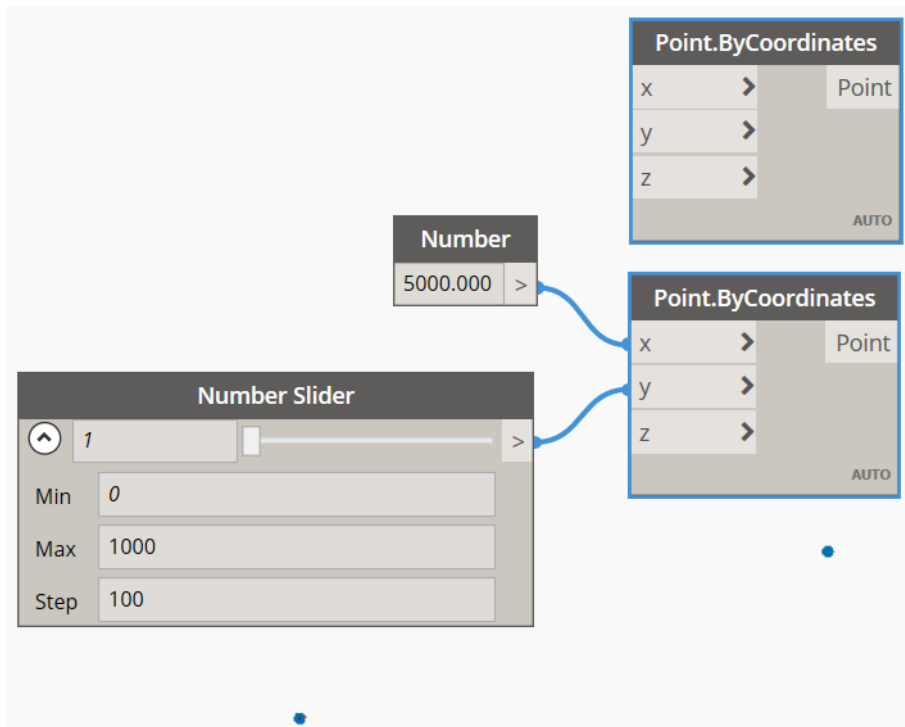 Point.ByCoordinates
x > Point
y >
z >
AUTO
Number
5000.000 >
Point.ByCoordinates
x > Point
y >
z >
AUTO
Number Slider
1 >
Min 0
Max 1000
Step 100